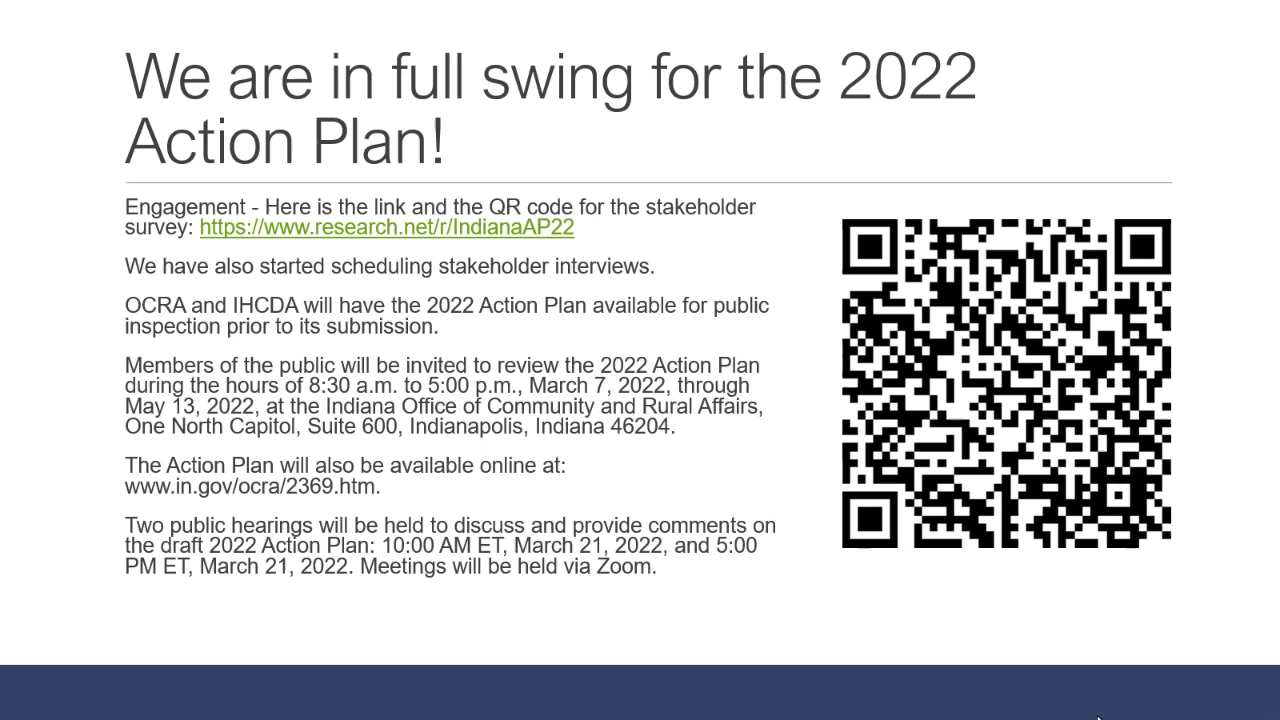 We are in full swing for the 2022
Action Plan!
Engagement - Here is the link and the QR code for the stakeholder
survey: https://www.research.net/r/IndianaAP22
We have also started scheduling stakeholder interviews.
OCRA and IHCDA will have the 2022 Action Plan available for public
inspection prior to its submission.
Members of the public will be invited to review the 2022 Action Plan
during the hours of 8:30 a.m. to 5:00 p.m., March 7, 2022, through
May 13, 2022, at the Indiana Office of Community and Rural Affairs,
One North Capitol, Suite 600, Indianapolis, Indiana 46204.
The Action Plan will also be available online at:
www.in.gov/ocra/2369.htm.
Two public hearings will be held to discuss and provide comments on
the draft 2022 Action Plan: 10:00 AM ET, March 21, 2022, and 5:00
PM ET, March 21, 2022. Meetings will be held via Zoom.